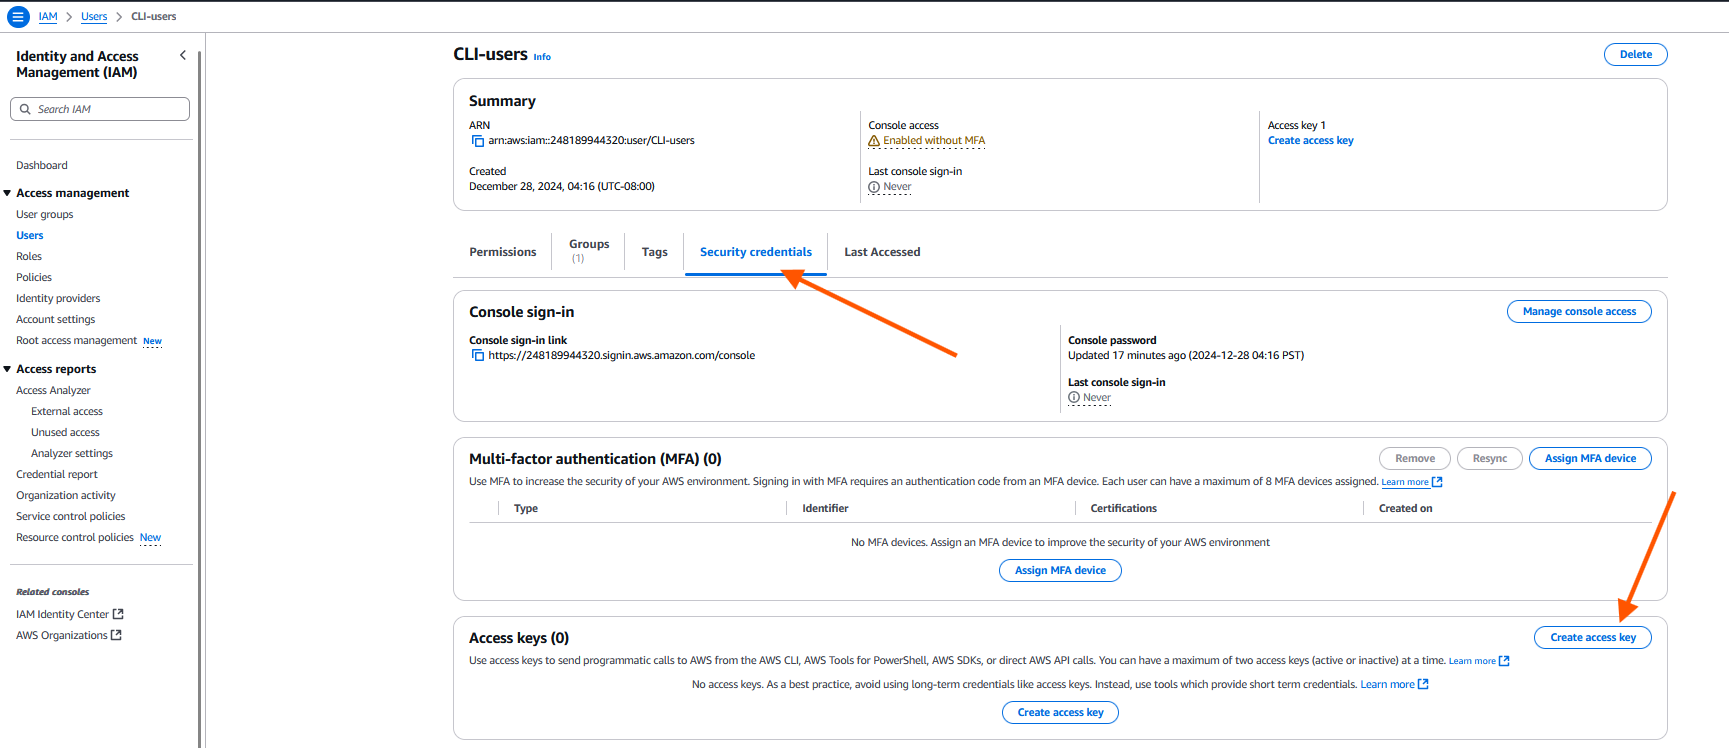 IAM > Users > CLI-users
Identity and Access
Management (IAM)
Search IAM
Dashboard
Access management
User groups
Users
Roles
Policies
Identity providers
Account settings
Root access management New
Access reports
Access Analyzer
External access
Unused access
Analyzer settings
Credential report
Organization activity
Service control policies
Resource control policies New
Related consoles
IAM Identity Center
AWS Organizations
CLI-users Info
Delete
Summary
ARN
arn:aws:iam::248189944320:user/CLI-users
Created
December 28, 2024, 04:16 (UTC-08:00)
Console access
Enabled without MFA
Last console sign-in
Never
Access key 1
Create access key
Permissions
Groups
(1)
Tags
Security credentials
Last Accessed
Console sign-in
Manage console access
Console sign-in link
https://248189944320.signin.aws.amazon.com/console
Console password
Updated 17 minutes ago (2024-12-28 04:16 PST)
Last console sign-in
Never
Multi-factor authentication (MFA) (0)
Remove
Resync
Assign MFA device
Use MFA to increase the security of your AWS environment. Signing in with MFA requires an authentication code from an MFA device. Each user can have a maximum of 8 MFA devices assigned. Learn more
Type
Identifier
Certifications
Created on
No MFA devices. Assign an MFA device to improve the security of your AWS environment
Assign MFA device
Access keys (0)
Create access key
Use access keys to send programmatic calls to AWS from the AWS CLI, AWS Tools for PowerShell, AWS SDKs, or direct AWS API calls. You can have a maximum of two access keys (active or inactive) at a time. Learn more
No access keys. As a best practice, avoid using long-term credentials like access keys. Instead, use tools which provide short term credentials. Learn more
Create access key